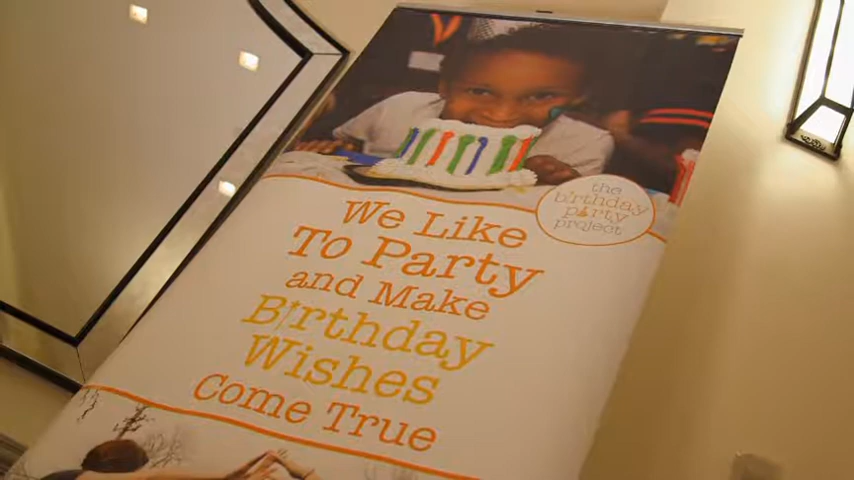 the
birthday
party
project
We Like
To Party
and Make
Birthday
Wishes
Come True